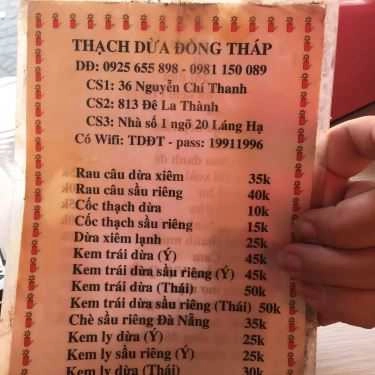 THẠCH DỪA ĐỒNG THÁP
DĐ: 0925 655 898 - 0981 150 089
CS1: 36 Nguyễn Chí Thanh
CS2: 813 Đê La Thành
CS3: Nhà số 1 ngõ 20 Láng Hạ
Có Wifi: TDĐT - pass: 19911996
Rau câu dừa xiêm 35k
Rau câu sầu riêng 40k
Cốc thạch dừa 10k
Cốc thạch sầu riêng 15k
Dừa xiêm lạnh 25k
Kem trái dừa (Ý) 45k
Kem trái dừa sầu riêng (Ý) 45k
Kem trái dừa (Thái) 50k
Kem trái dừa sầu riêng (Thái) 50k
Chè sầu riêng Đà Nẵng 35k
Kem ly dừa (Ý) 25k
Kem ly sầu riêng (Ý) 25k
Kem ly dừa (Thái) 30k